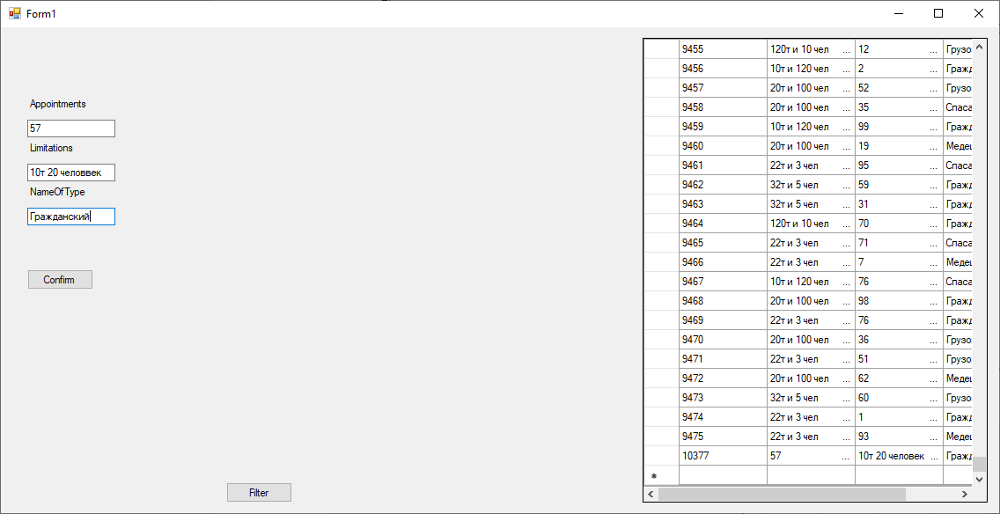 Form1
Appointments
57
Limitations
10т 20 человвек
NameOfType
Гражданский
Confirm
Filter
9455 120т и 10 чел ... 12 ... Грузо
9456 10т и 120 чел ... 2 ... Гражд
9457 20т и 100 чел ... 52 ... Грузо
9458 20т и 100 чел ... 35 ... Спаса
9459 10т и 120 чел ... 99 ... Гражд
9460 20т и 100 чел ... 19 ... Медец
9461 22т и 3 чел ... 95 ... Спаса
9462 32т и 5 чел ... 59 ... Гражд
9463 32т и 5 чел ... 31 ... Гражд
9464 120т и 10 чел ... 70 ... Гражд
9465 22т и 3 чел ... 71 ... Спаса
9466 22т и 3 чел ... 7 ... Медец
9467 10т и 120 чел ... 76 ... Спаса
9468 20т и 100 чел ... 98 ... Гражд
9469 22т и 3 чел ... 76 ... Гражд
9470 20т и 100 чел ... 36 ... Грузо
9471 22т и 3 чел ... 51 ... Грузо
9472 20т и 100 чел ... 62 ... Медец
9473 32т и 5 чел ... 60 ... Грузо
9474 22т и 3 чел ... 1 ... Гражд
9475 22т и 3 чел ... 93 ... Медец
10377 57 ... 10т 20 человек ... Гражд